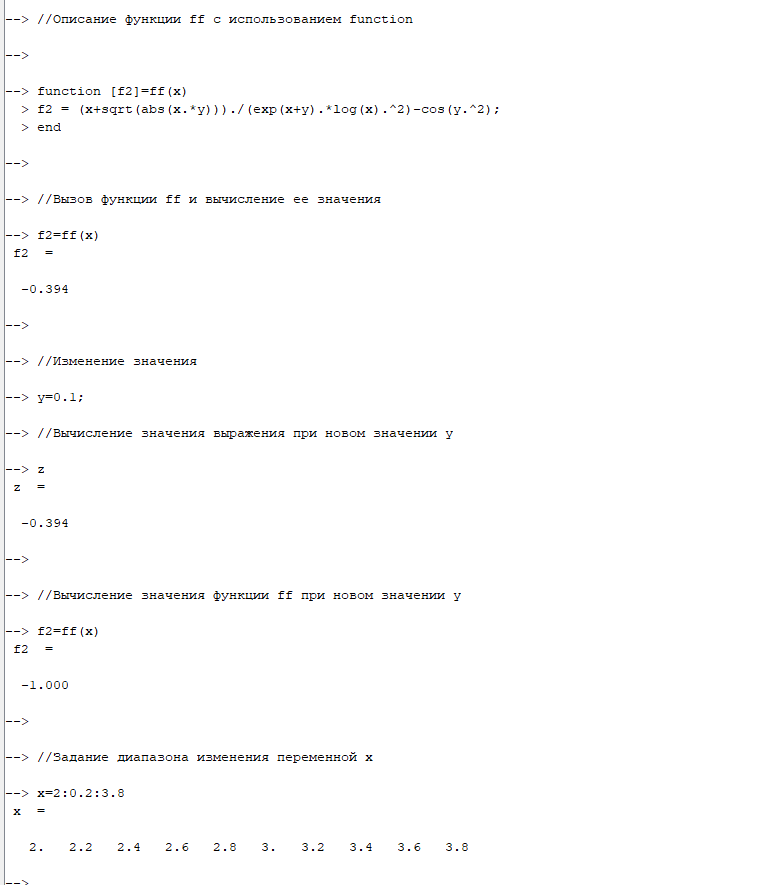 --> //Описание функции ff с использованием function
-->
--> function [f2]=ff(x)
> f2 = (x+sqrt(abs(x.*y)))./(exp(x+y).*log(x).^2)-cos(y.^2);
> end
-->
--> //Вызов функции ff и вычисление ее значения
--> f2=ff(x)
f2  =
-0.394
-->
--> //Изменение значения
--> y=0.1;
--> //Вычисление значения выражения при новом значении y
--> z
z  =
-0.394
-->
--> //Вычисление значения функции ff при новом значении y
--> f2=ff(x)
f2  =
-1.000
-->
--> //Задание диапазона изменения переменной x
--> x=2:0.2:3.8
x  =
2.   2.2   2.4   2.6   2.8   3.   3.2   3.4   3.6   3.8
-->